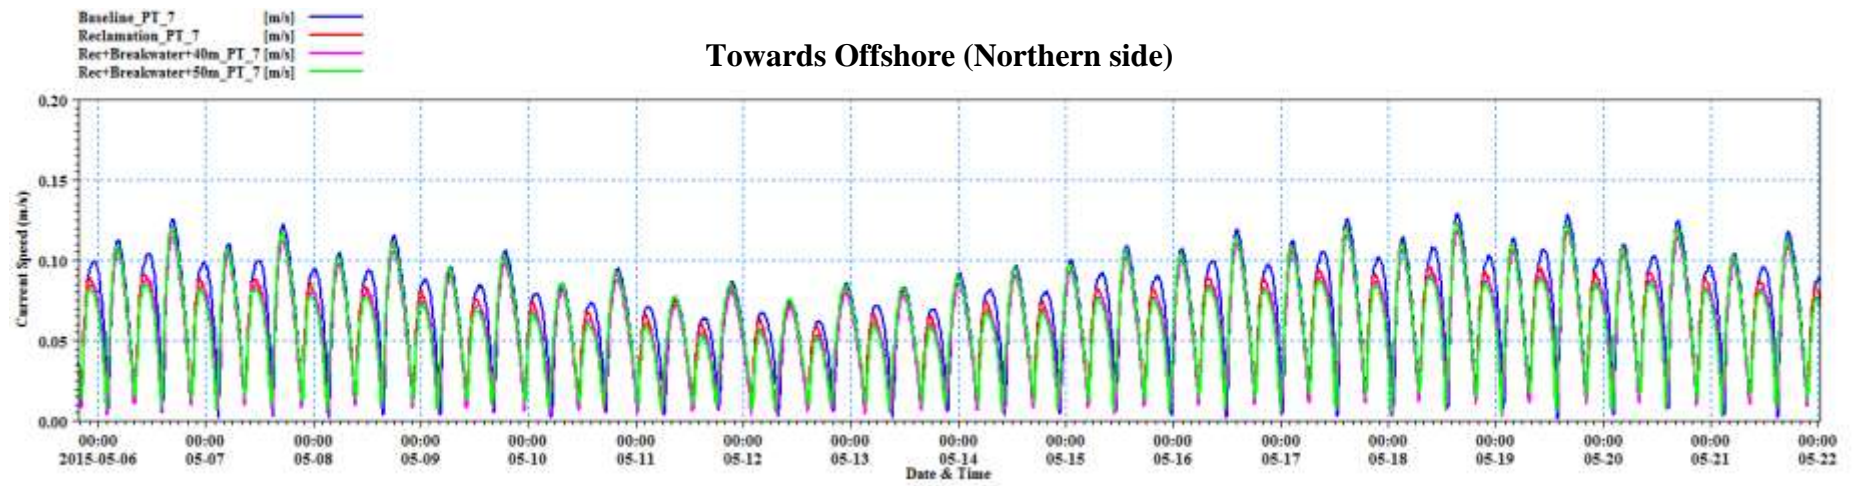 Baseline_PT_7 [m/s]
Reclamation_PT_7 [m/s]
Rec+Breakwater+40m_PT_7 [m/s]
Rec+Breakwater+50m_PT_7 [m/s]
Towards Offshore (Northern side)
0.20
0.15
0.10
0.05
0.00
Current Speed (m/s)
00:00 00:00 00:00 00:00 00:00 00:00 00:00 00:00 00:00 00:00 00:00 00:00 00:00 00:00 00:00 00:00 00:00
2015-05-06 05-07 05-08 05-09 05-10 05-11 05-12 05-13 05-14 05-15 05-16 05-17 05-18 05-19 05-20 05-21 05-22
Date & Time